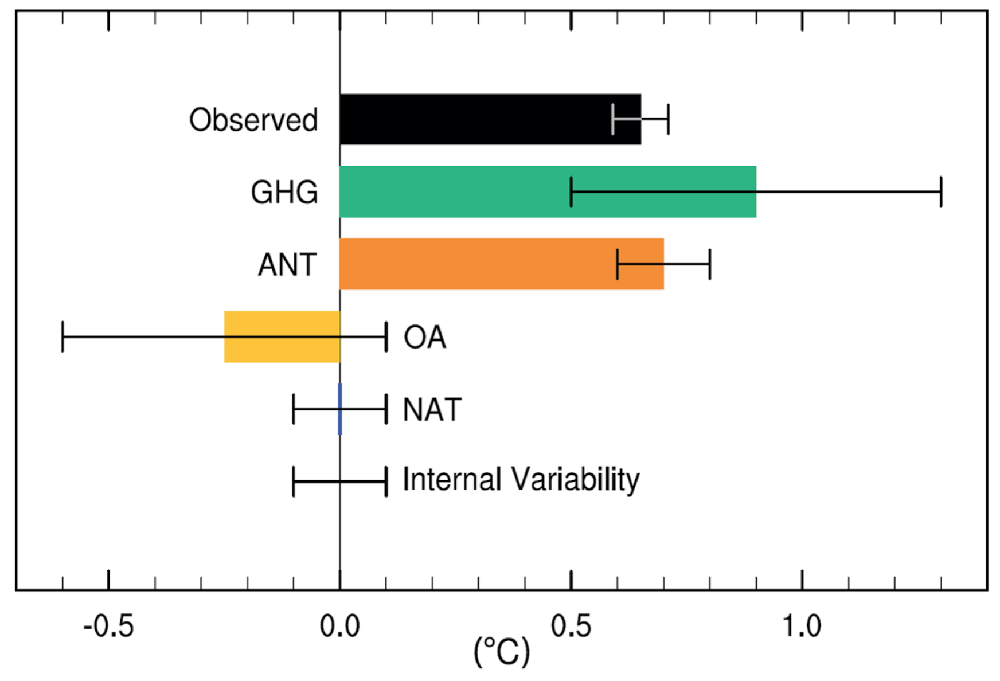 Observed
GHG
ANT
OA
NAT
Internal Variability
-0.5 0.0 0.5 1.0
(°C)